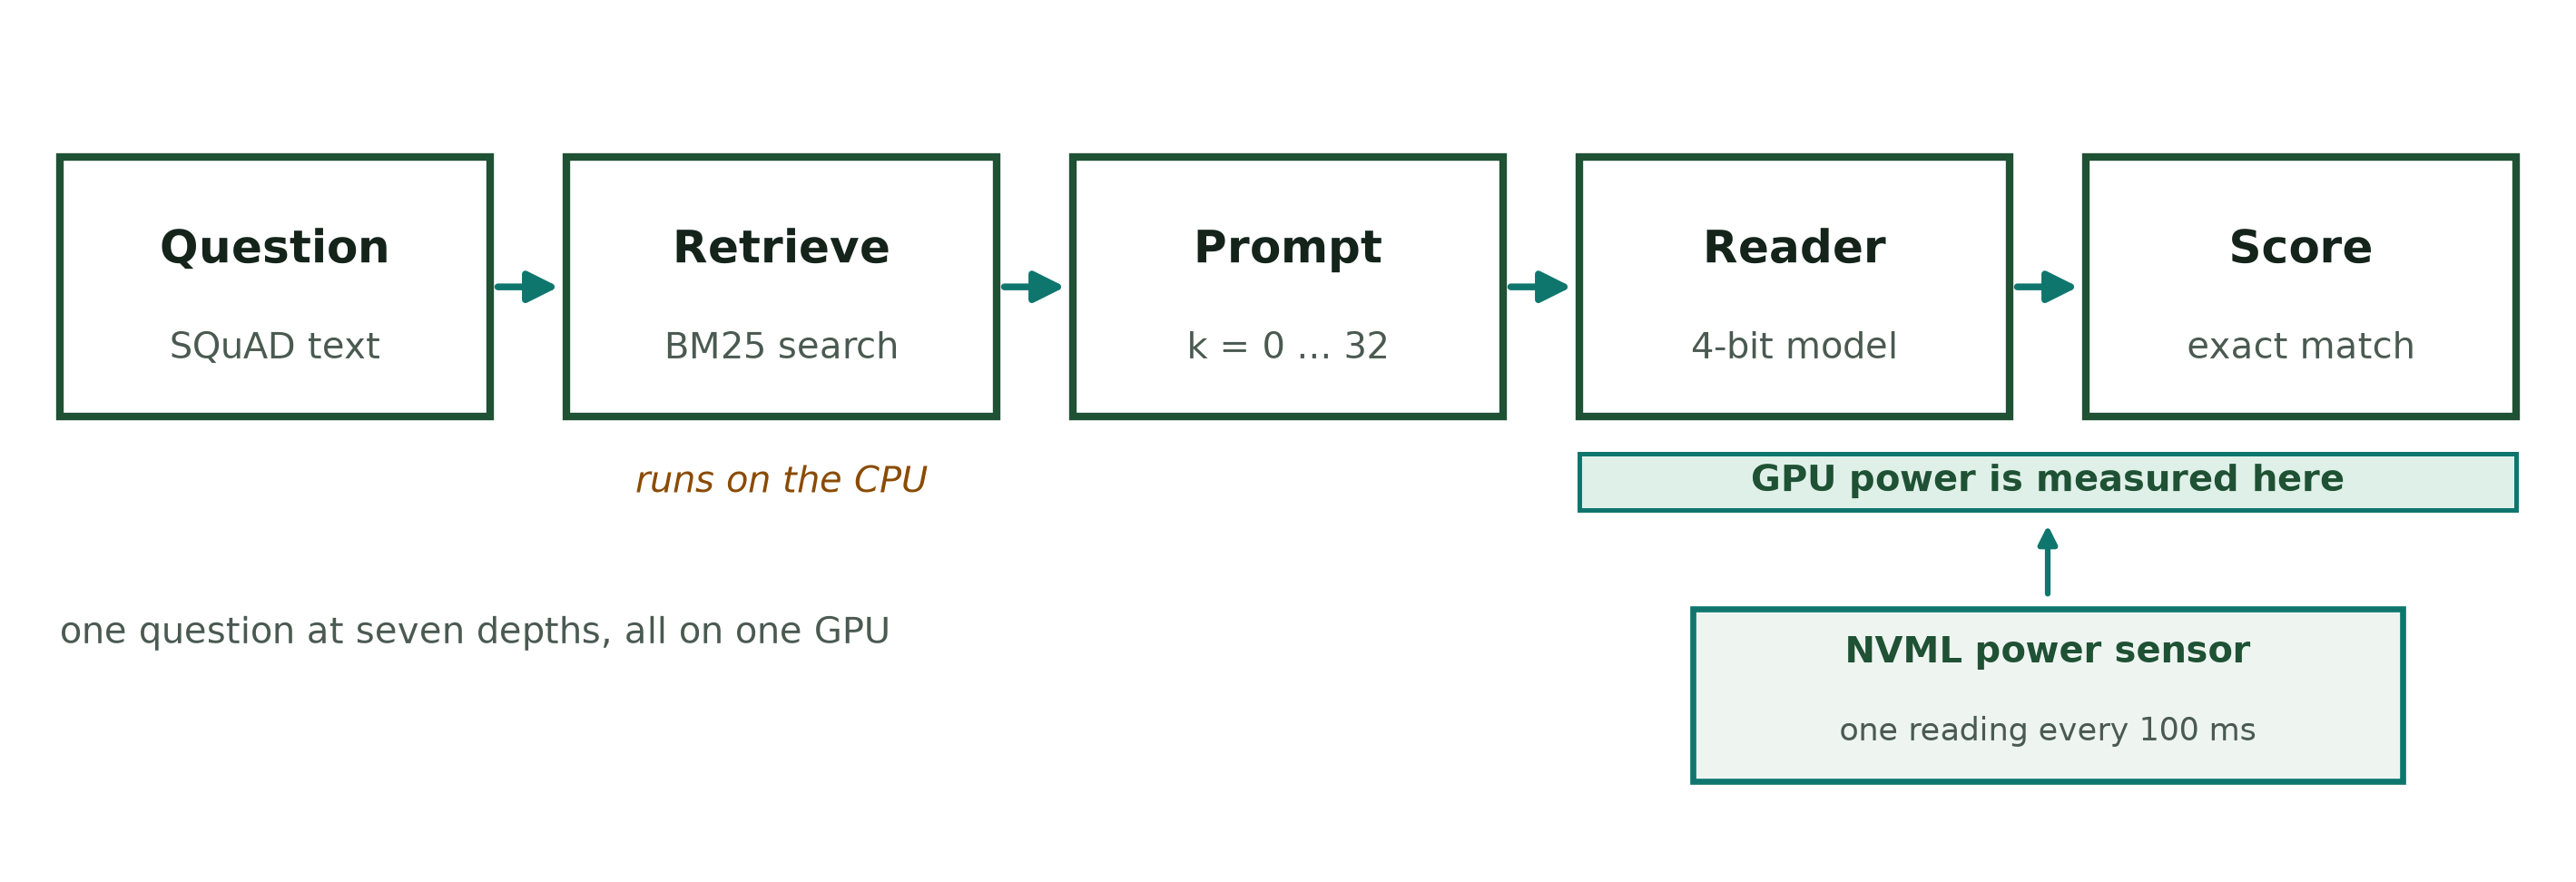 Question
SQuAD text
Retrieve
BM25 search
Prompt
k = 0 ... 32
Reader
4-bit model
Score
exact match
runs on the CPU
GPU power is measured here
one question at seven depths, all on one GPU
NVML power sensor
one reading every 100 ms